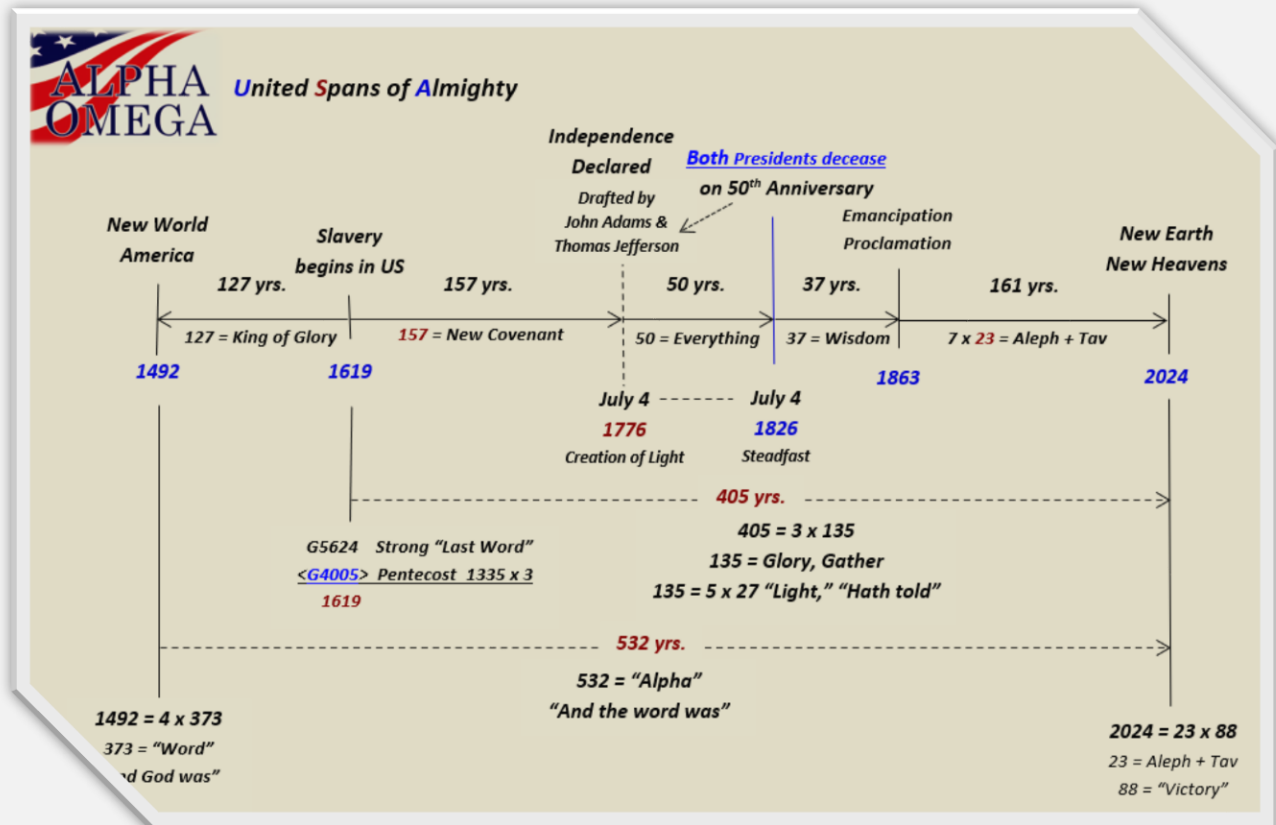 ALPHA
OMEGA
United Spans of Almighty
Independence
Declared
Drafted by
John Adams &
Thomas Jefferson
Both Presidents decease
on 50th Anniversary
Emancipation
Proclamation
New World
America
Slavery
begins in US
New Earth
New Heavens
127 yrs.
157 yrs.
50 yrs.
37 yrs.
161 yrs.
127 = King of Glory
157 = New Covenant
50 = Everything
37 = Wisdom
7 x 23 = Aleph + Tav
1492
1619
1863
2024
July 4
1776
Creation of Light
July 4
1826
Steadfast
405 yrs.
405 = 3 x 135
135 = Glory, Gather
135 = 5 x 27 “Light,” “Hath told”
G5624 Strong “Last Word”
<G4005> Pentecost 1335 x 3
1619
532 yrs.
532 = “Alpha”
“And the word was”
1492 = 4 x 373
373 = “Word”
God was”
2024 = 23 x 88
23 = Aleph + Tav
88 = “Victory”